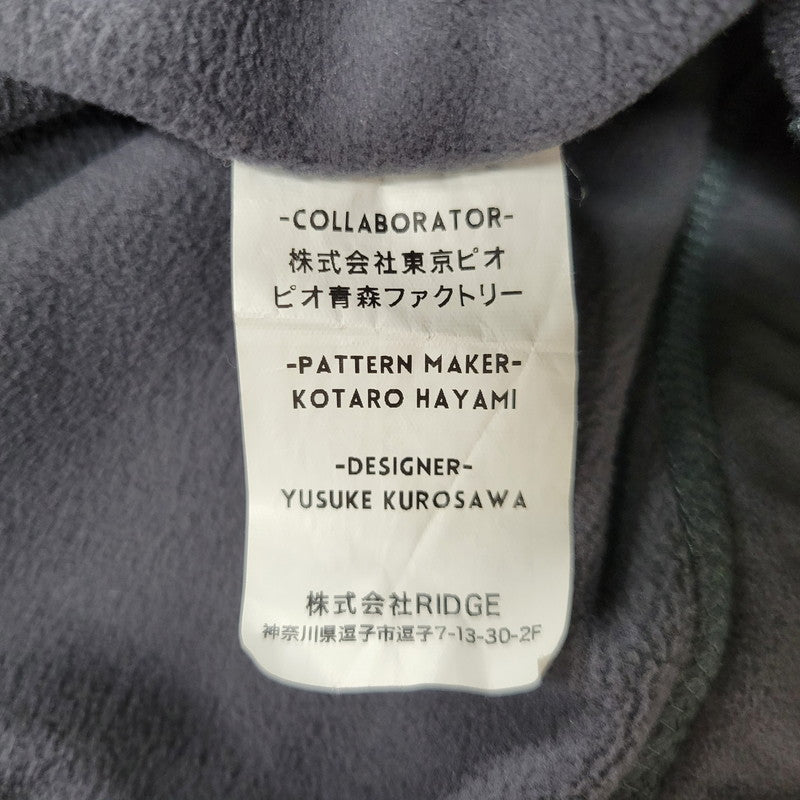 -COLLABORATOR-
株式会社東京ピオ
ピオ青森ファクトリー
-PATTERN MAKER-
KOTARO HAYAMI
-DESIGNER-
YUSUKE KUROSAWA
株式会社RIDGE
神奈川県逗子市逗子7-13-30-2F